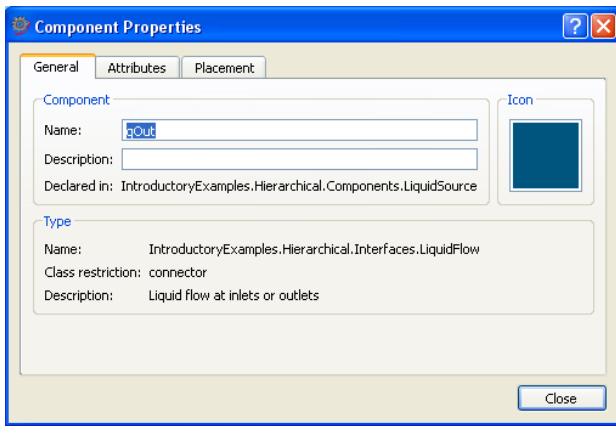 Component Properties
General Attributes Placement
Component
Icon
Name: qOut
Description:
Declared in: IntroductoryExamples.Hierarchical.Components.LiquidSource
Type
Name: IntroductoryExamples.Hierarchical.Interfaces.LiquidFlow
Class restriction: connector
Description: Liquid flow at inlets or outlets
Close